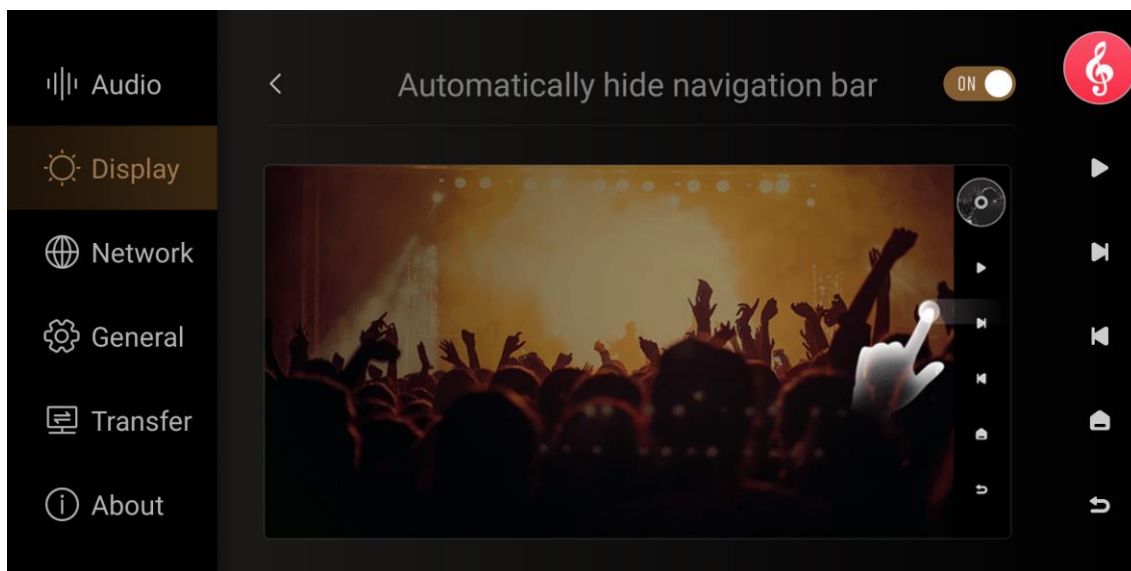 Audio
Automatically hide navigation bar
ON
Display
Network
General
Transfer
About